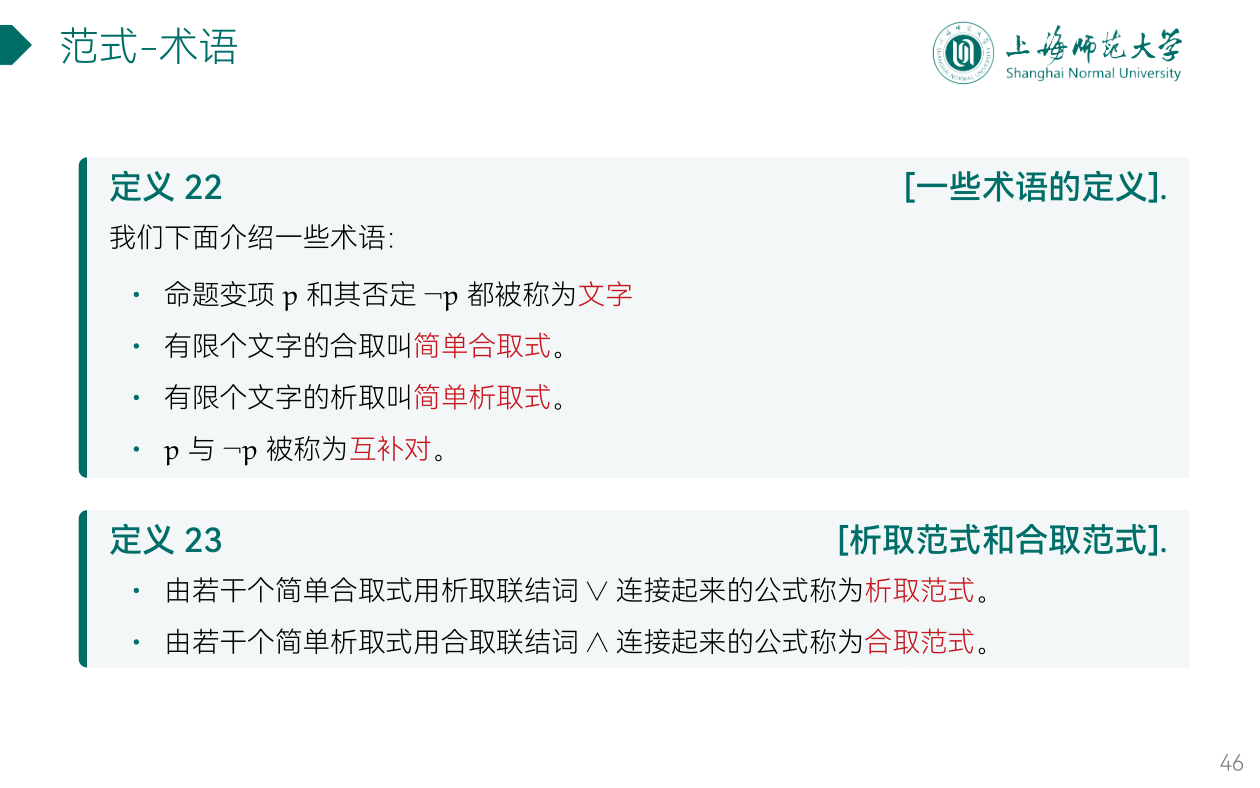 范式-术语
上海师范大学
Shanghai Normal University
定义 22 [一些术语的定义].
我们下面介绍一些术语:
• 命题变项 p 和其否定 ¬p 都被称为文字
• 有限个文字的合取叫简单合取式。
• 有限个文字的析取叫简单析取式。
• p 与 ¬p 被称为互补对。
定义 23 [析取范式和合取范式].
• 由若干个简单合取式用析取联结词 ∨ 连接起来的公式称为析取范式。
• 由若干个简单析取式用合取联结词 ∧ 连接起来的公式称为合取范式。
46